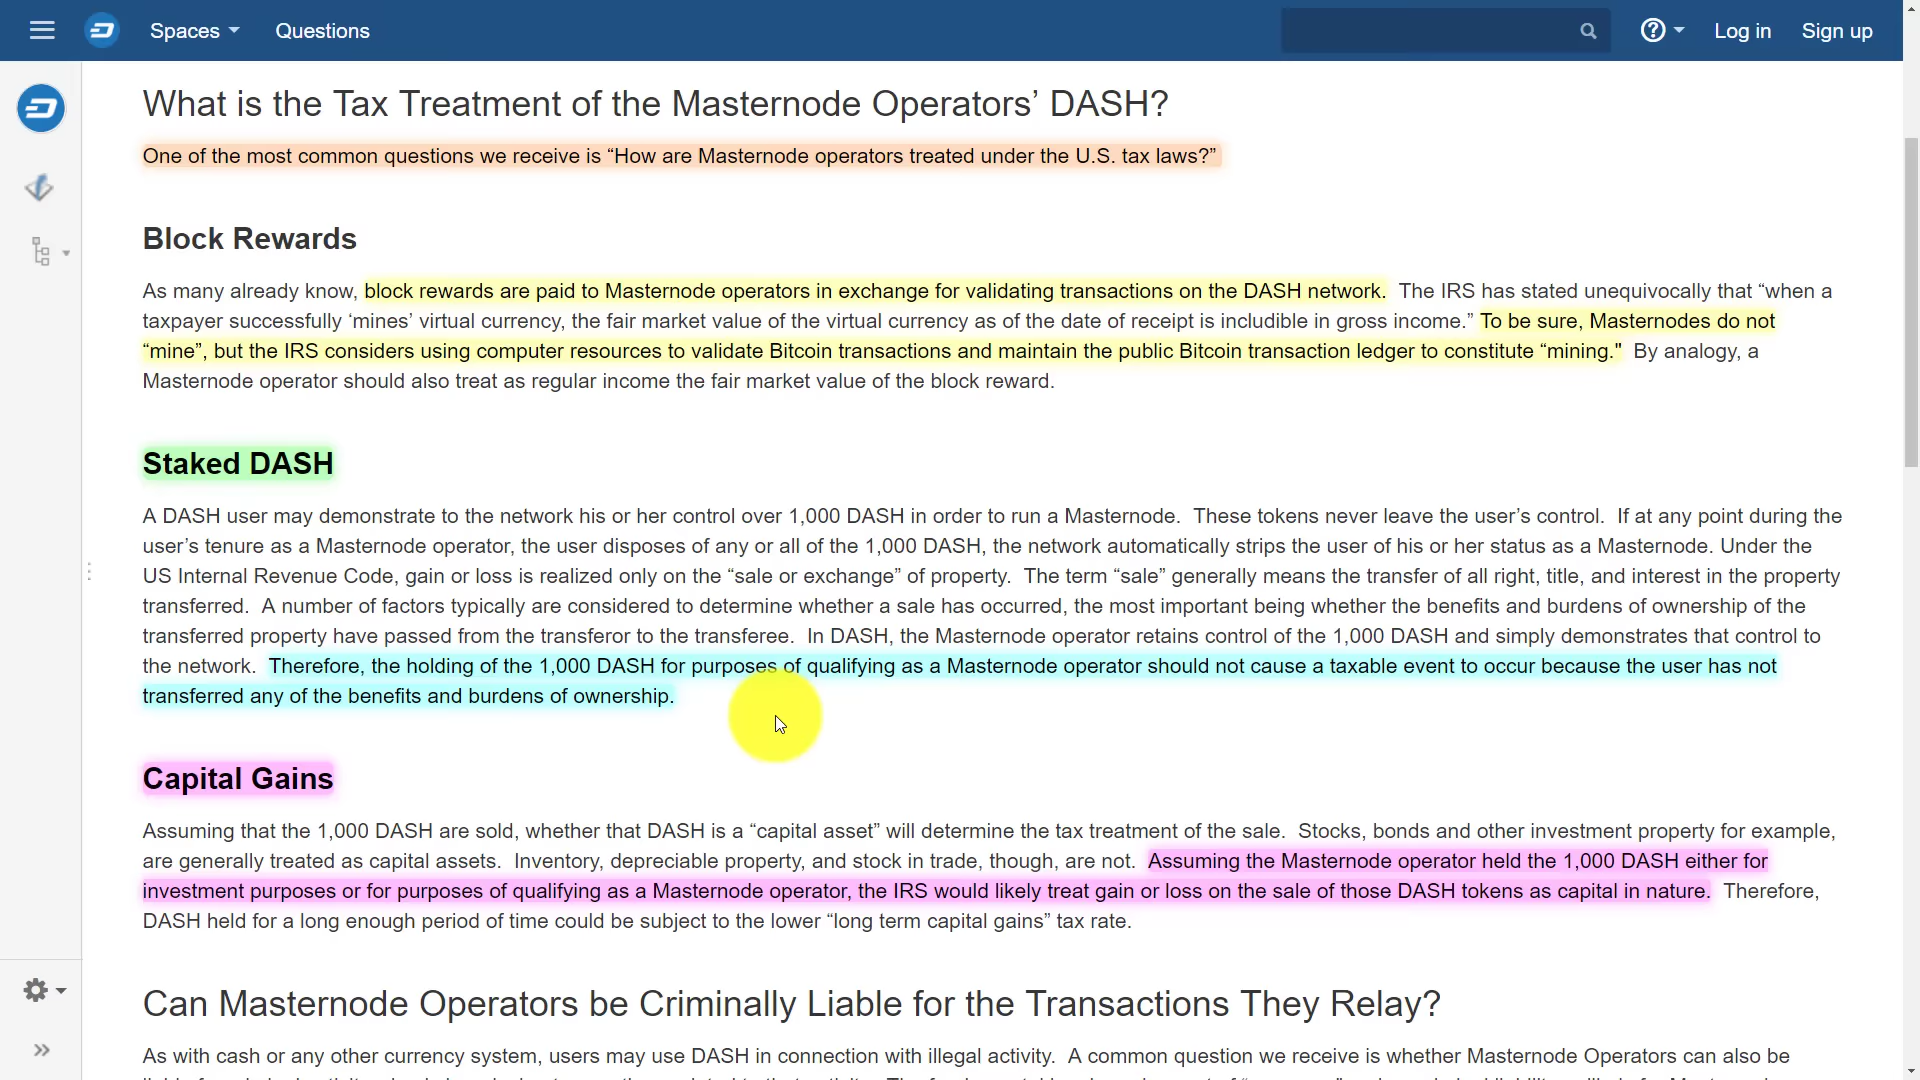 Spaces Questions Log in Sign up
What is the Tax Treatment of the Masternode Operators’ DASH?
One of the most common questions we receive is “How are Masternode operators treated under the U.S. tax laws?”
Block Rewards
As many already know, block rewards are paid to Masternode operators in exchange for validating transactions on the DASH network. The IRS has stated unequivocally that “when a
taxpayer successfully ‘mines’ virtual currency, the fair market value of the virtual currency as of the date of receipt is includible in gross income.” To be sure, Masternodes do not
“mine”, but the IRS considers using computer resources to validate Bitcoin transactions and maintain the public Bitcoin transaction ledger to constitute “mining." By analogy, a
Masternode operator should also treat as regular income the fair market value of the block reward.
Staked DASH
A DASH user may demonstrate to the network his or her control over 1,000 DASH in order to run a Masternode. These tokens never leave the user’s control. If at any point during the
user’s tenure as a Masternode operator, the user disposes of any or all of the 1,000 DASH, the network automatically strips the user of his or her status as a Masternode. Under the
US Internal Revenue Code, gain or loss is realized only on the “sale or exchange” of property. The term “sale” generally means the transfer of all right, title, and interest in the property
transferred. A number of factors typically are considered to determine whether a sale has occurred, the most important being whether the benefits and burdens of ownership of the
transferred property have passed from the transferor to the transferee. In DASH, the Masternode operator retains control of the 1,000 DASH and simply demonstrates that control to
the network. Therefore, the holding of the 1,000 DASH for purposes of qualifying as a Masternode operator should not cause a taxable event to occur because the user has not
transferred any of the benefits and burdens of ownership.
Capital Gains
Assuming that the 1,000 DASH are sold, whether that DASH is a “capital asset” will determine the tax treatment of the sale. Stocks, bonds and other investment property for example,
are generally treated as capital assets. Inventory, depreciable property, and stock in trade, though, are not. Assuming the Masternode operator held the 1,000 DASH either for
investment purposes or for purposes of qualifying as a Masternode operator, the IRS would likely treat gain or loss on the sale of those DASH tokens as capital in nature. Therefore,
DASH held for a long enough period of time could be subject to the lower “long term capital gains” tax rate.
Can Masternode Operators be Criminally Liable for the Transactions They Relay?
As with cash or any other currency system, users may use DASH in connection with illegal activity. A common question we receive is whether Masternode Operators can also be